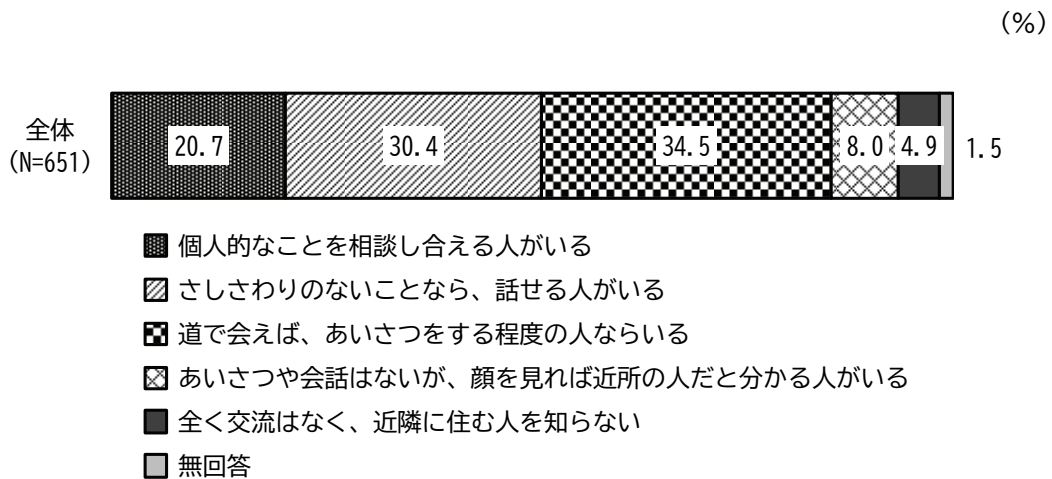 (%)
全体
(N=651)
20.7 30.4 34.5 8.0 4.9 1.5
個人的なことを相談し合える人がいる
さしさわりのないことなら、話せる人がいる
道で会えば、あいさつをする程度の人ならいる
あいさつや会話はないが、顔を見れば近所の人だと分かる人がいる
全く交流はなく、近隣に住む人を知らない
無回答